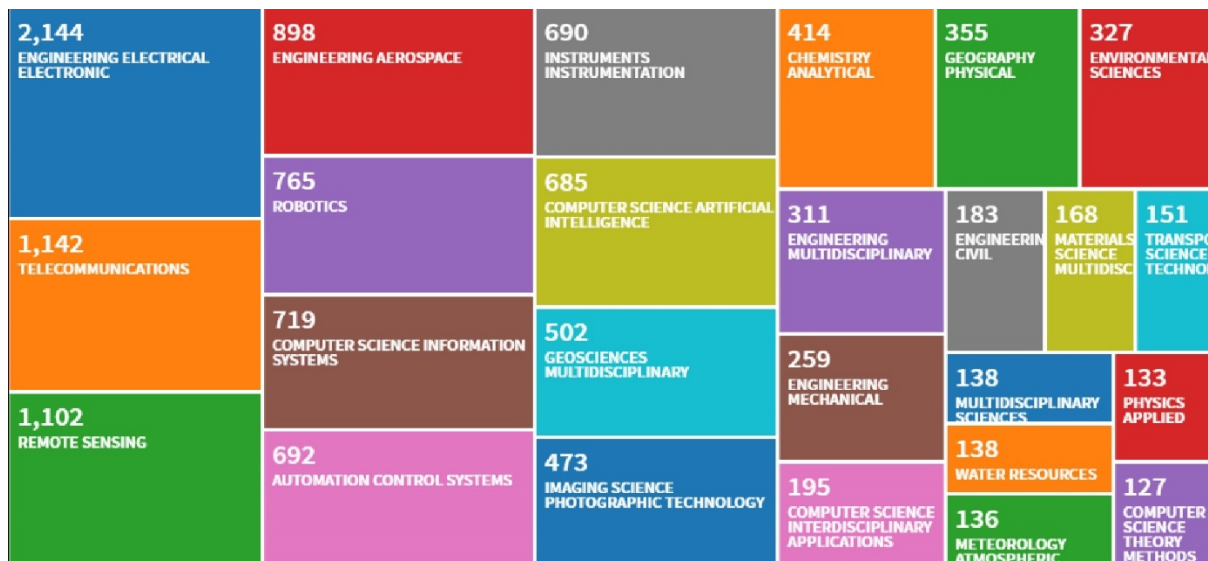 2,144
ENGINEERING ELECTRICAL
ELECTRONIC
1,142
TELECOMMUNICATIONS
1,102
REMOTE SENSING
898
ENGINEERING AEROSPACE
765
ROBOTICS
719
COMPUTER SCIENCE INFORMATION
SYSTEMS
692
AUTOMATION CONTROL SYSTEMS
690
INSTRUMENTS
INSTRUMENTATION
685
COMPUTER SCIENCE ARTIFICIAL
INTELLIGENCE
502
GEOSCIENCES
MULTIDISCIPLINARY
473
IMAGING SCIENCE
PHOTOGRAPHIC TECHNOLOGY
414
CHEMISTRY
ANALYTICAL
355
GEOGRAPHY
PHYSICAL
327
ENVIRONMENTA
SCIENCES
311
ENGINEERING
MULTIDISCIPLINARY
259
ENGINEERING
MECHANICAL
195
COMPUTER SCIENCE
INTERDISCIPLINARY
APPLICATIONS
183
ENGINEERIN
CIVIL
168
MATERIALS
SCIENCE
MULTIDISC
151
TRANSPO
SCIENCE
TECHNO
138
MULTIDISCIPLINARY
SCIENCES
138
WATER RESOURCES
136
METEOROLOGY
ATMOSPHERIC
133
PHYSICS
APPLIED
127
COMPUTER
SCIENCE
THEORY
METHODS